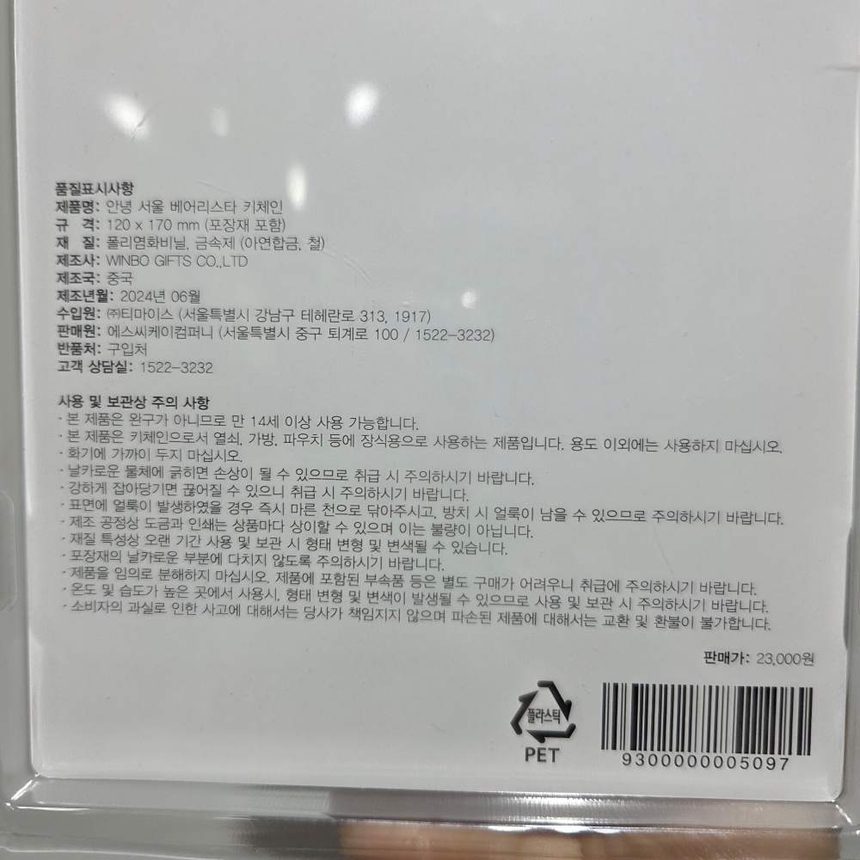 품질표시사항
제품명: 안녕 서울 베어리스타 키체인
규 격: 120 x 170 mm (포장재 포함)
재 질: 폴리염화비닐, 금속제 (아연합금, 철)
제조사: WINBO GIFTS CO.,LTD
제조국: 중국
제조년월: 2024년 06월
수입원: ㈜티마이스 (서울특별시 강남구 테헤란로 313, 1917)
판매원: 에스씨케이컴퍼니 (서울특별시 중구 퇴계로 100 / 1522-3232)
반품처: 구입처
고객 상담실: 1522-3232
사용 및 보관상 주의 사항
· 본 제품은 완구가 아니므로 만 14세 이상 사용 가능합니다.
· 본 제품은 키체인으로서 열쇠, 가방, 파우치 등에 장식용으로 사용하는 제품입니다. 용도 이외에는 사용하지 마십시오.
· 화기에 가까이 두지 마십시오.
· 날카로운 물체에 긁히면 손상이 될 수 있으므로 취급 시 주의하시기 바랍니다.
· 강하게 잡아당기면 끊어질 수 있으니 취급 시 주의하시기 바랍니다.
· 표면에 얼룩이 발생하였을 경우 즉시 마른 천으로 닦아주시고, 방치 시 얼룩이 남을 수 있으므로 주의하시기 바랍니다.
· 제조 공정상 도금과 인쇄는 상품마다 상이할 수 있으며 이는 불량이 아닙니다.
· 재질 특성상 오랜 기간 사용 및 보관 시 형태 변형 및 변색될 수 있습니다.
· 포장재의 날카로운 부분에 다치지 않도록 주의하시기 바랍니다.
· 제품을 임의로 분해하지 마십시오. 제품에 포함된 부속품 등은 별도 구매가 어려우니 취급에 주의하시기 바랍니다.
· 온도 및 습도가 높은 곳에서 사용시, 형태 변형 및 변색이 발생될 수 있으므로 사용 및 보관 시 주의하시기 바랍니다.
· 소비자의 과실로 인한 사고에 대해서는 당사가 책임지지 않으며 파손된 제품에 대해서는 교환 및 환불이 불가합니다.
판매가: 23,000원
플라스틱
PET
9300000005097